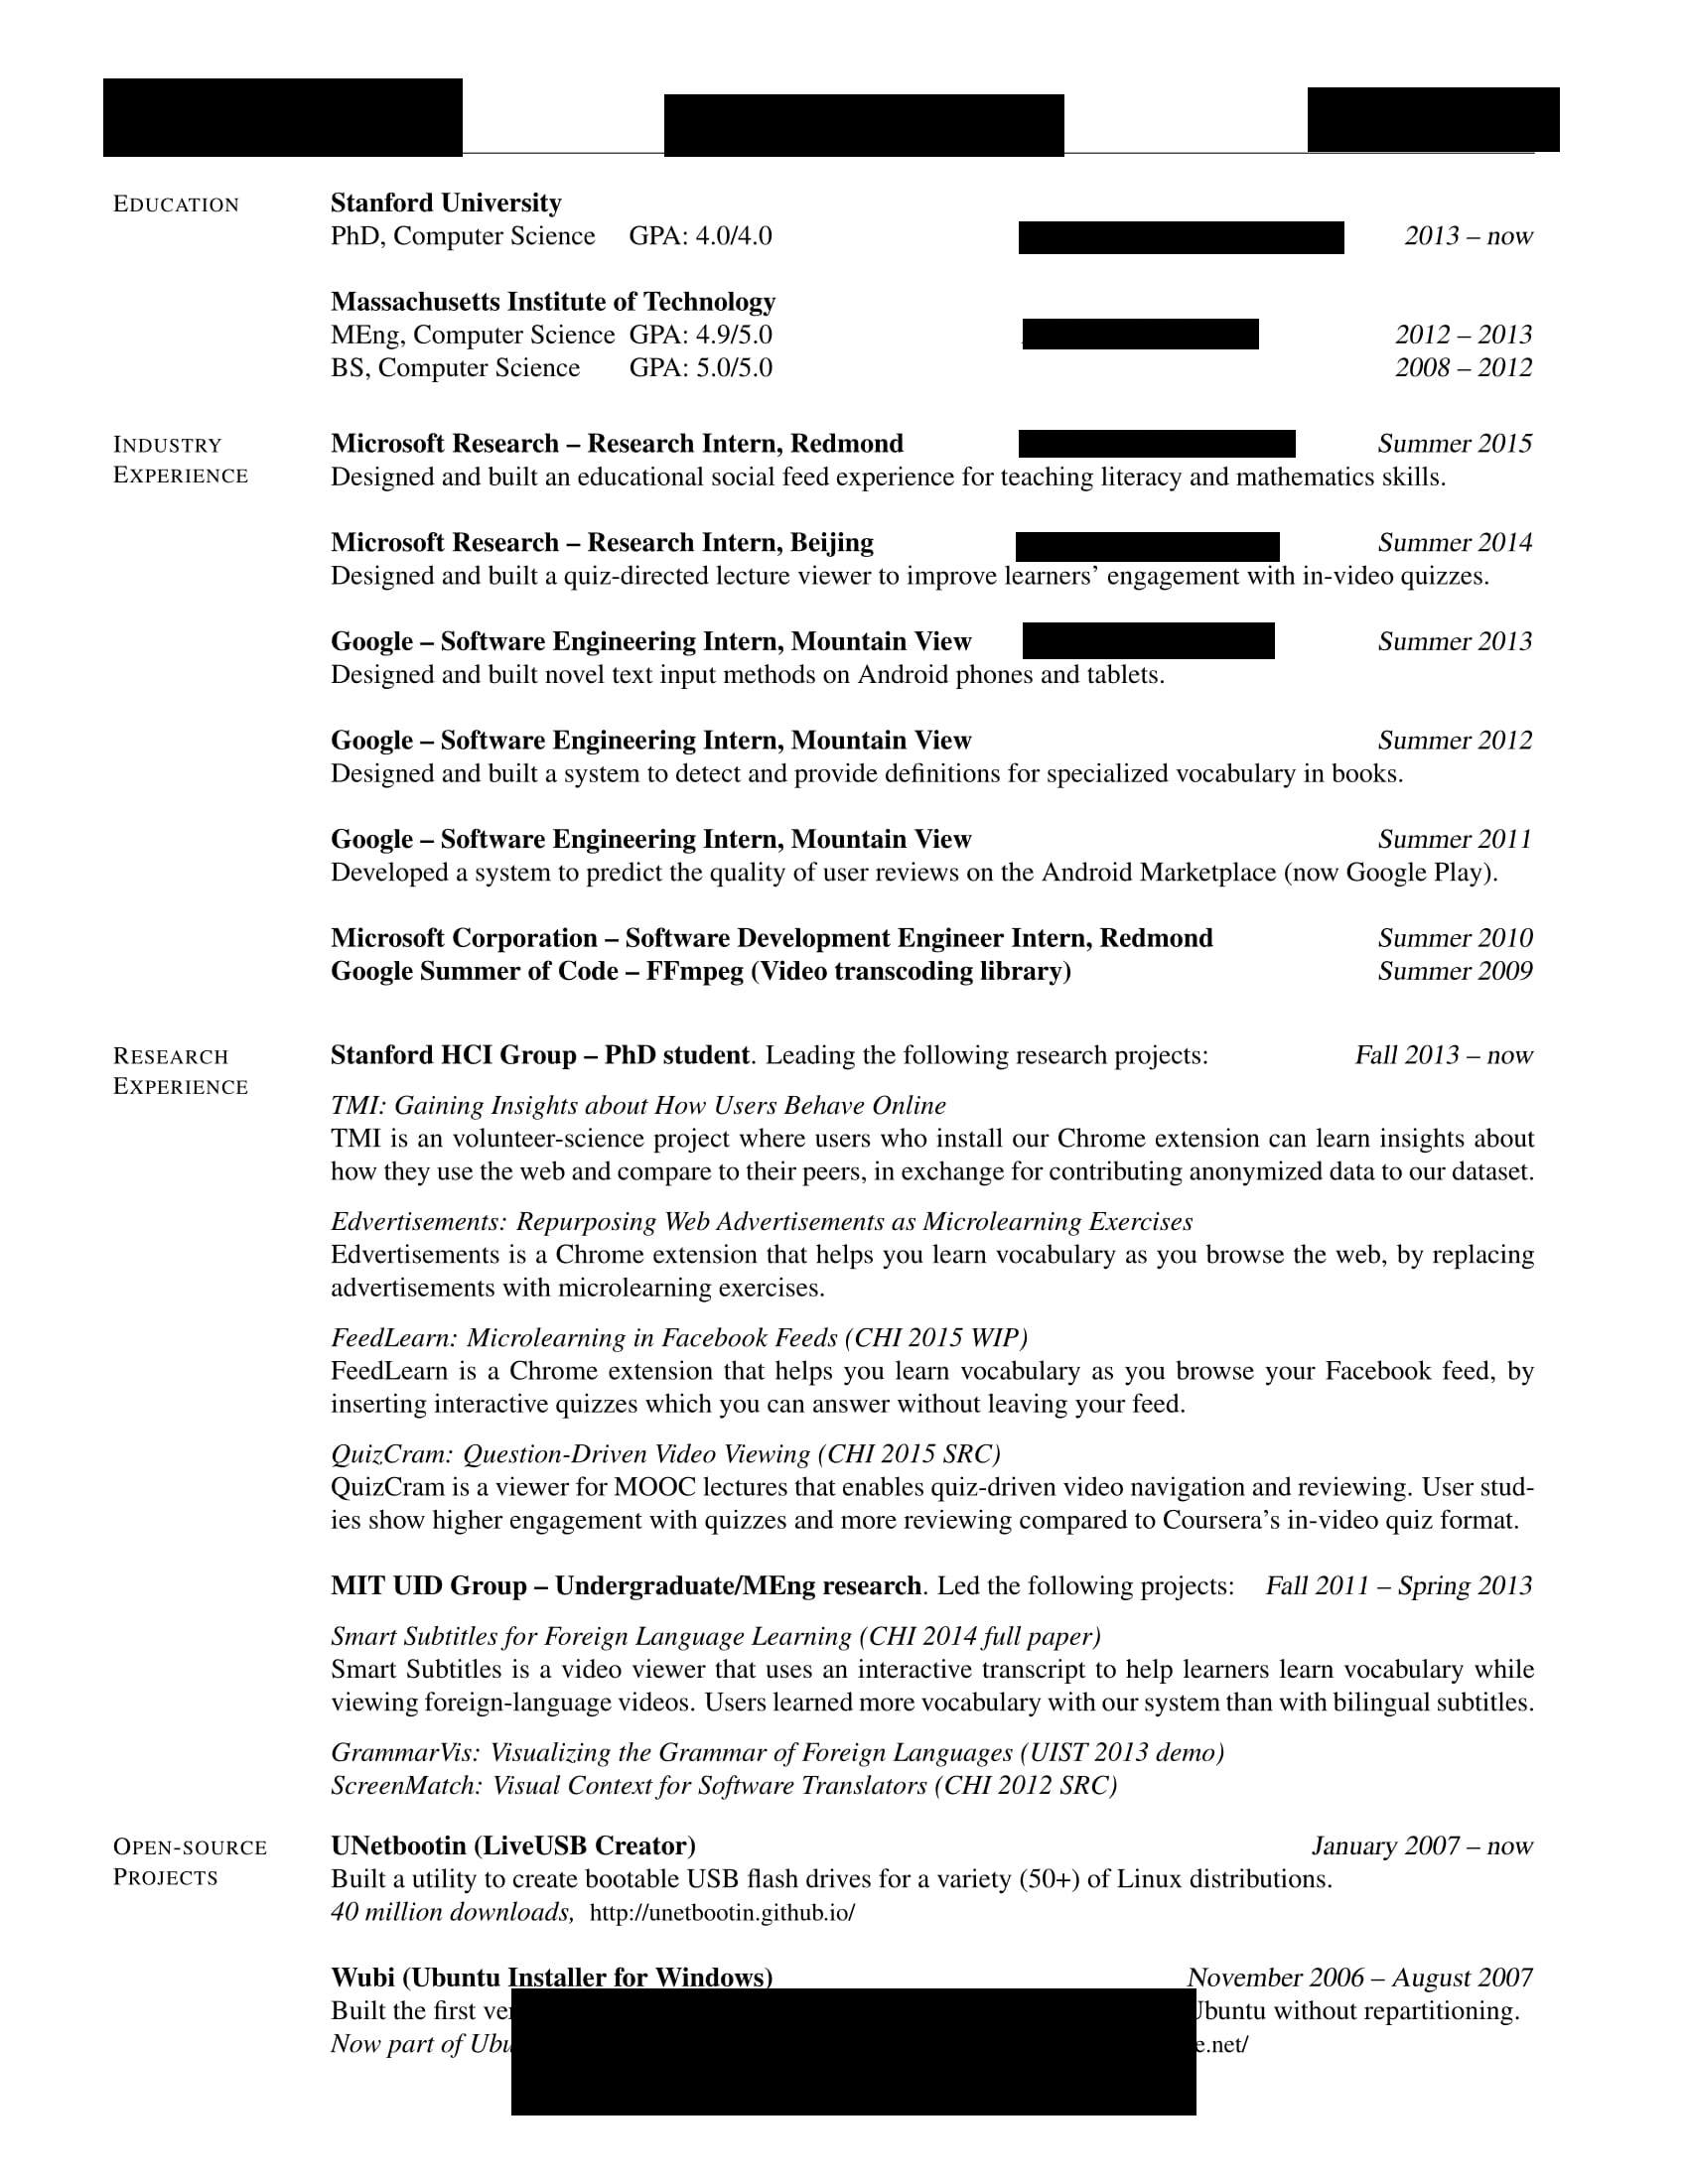 EDUCATION
Stanford University
PhD, Computer Science GPA: 4.0/4.0 2013 – now
Massachusetts Institute of Technology
MEng, Computer Science GPA: 4.9/5.0 2012 – 2013
BS, Computer Science GPA: 5.0/5.0 2008 – 2012
INDUSTRY
EXPERIENCE
Microsoft Research – Research Intern, Redmond Summer 2015
Designed and built an educational social feed experience for teaching literacy and mathematics skills.
Microsoft Research – Research Intern, Beijing Summer 2014
Designed and built a quiz-directed lecture viewer to improve learners' engagement with in-video quizzes.
Google – Software Engineering Intern, Mountain View Summer 2013
Designed and built novel text input methods on Android phones and tablets.
Google – Software Engineering Intern, Mountain View Summer 2012
Designed and built a system to detect and provide definitions for specialized vocabulary in books.
Google – Software Engineering Intern, Mountain View Summer 2011
Developed a system to predict the quality of user reviews on the Android Marketplace (now Google Play).
Microsoft Corporation – Software Development Engineer Intern, Redmond Summer 2010
Google Summer of Code – FFmpeg (Video transcoding library) Summer 2009
RESEARCH
EXPERIENCE
Stanford HCI Group – PhD student. Leading the following research projects: Fall 2013 – now
TMI: Gaining Insights about How Users Behave Online
TMI is an volunteer-science project where users who install our Chrome extension can learn insights about
how they use the web and compare to their peers, in exchange for contributing anonymized data to our dataset.
Edvertisements: Repurposing Web Advertisements as Microlearning Exercises
Edvertisements is a Chrome extension that helps you learn vocabulary as you browse the web, by replacing
advertisements with microlearning exercises.
FeedLearn: Microlearning in Facebook Feeds (CHI 2015 WIP)
FeedLearn is a Chrome extension that helps you learn vocabulary as you browse your Facebook feed, by
inserting interactive quizzes which you can answer without leaving your feed.
QuizCram: Question-Driven Video Viewing (CHI 2015 SRC)
QuizCram is a viewer for MOOC lectures that enables quiz-driven video navigation and reviewing. User stud-
ies show higher engagement with quizzes and more reviewing compared to Coursera's in-video quiz format.
MIT UID Group – Undergraduate/MEng research. Led the following projects: Fall 2011 – Spring 2013
Smart Subtitles for Foreign Language Learning (CHI 2014 full paper)
Smart Subtitles is a video viewer that uses an interactive transcript to help learners learn vocabulary while
viewing foreign-language videos. Users learned more vocabulary with our system than with bilingual subtitles.
GrammarVis: Visualizing the Grammar of Foreign Languages (UIST 2013 demo)
ScreenMatch: Visual Context for Software Translators (CHI 2012 SRC)
OPEN-SOURCE
PROJECTS
UNetbootin (LiveUSB Creator) January 2007 – now
Built a utility to create bootable USB flash drives for a variety (50+) of Linux distributions.
40 million downloads, http://unetbootin.github.io/
Wubi (Ubuntu Installer for Windows) November 2006 – August 2007
Built the first without repartitioning.
Now part of e.net/